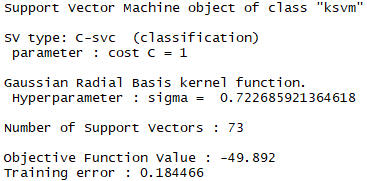 Support Vector Machine object of class "ksvm"
SV type: C-svc (classification)
parameter : cost C = 1
Gaussian Radial Basis kernel function.
Hyperparameter : sigma = 0.722685921364618
Number of Support Vectors : 73
Objective Function Value : -49.892
Training error : 0.184466